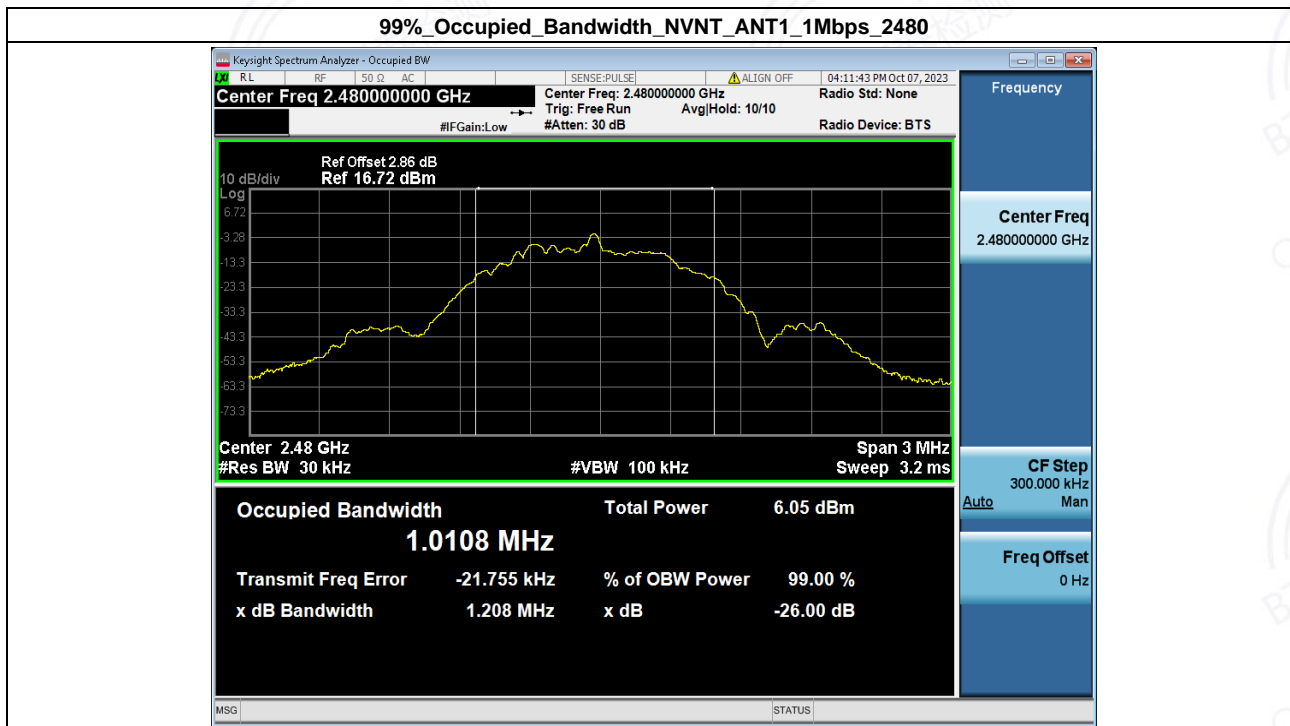 99%_Occupied_Bandwidth_NVNT_ANT1_1Mbps_2480
Keysight Spectrum Analyzer - Occupied BW
LXI RL RF 50 Ω AC SENSE:PULSE ALIGN OFF 04:11:43 PM Oct 07, 2023
Center Freq 2.480000000 GHz
Center Freq: 2.480000000 GHz Radio Std: None
Trig: Free Run Avg|Hold: 10/10
#IFGain:Low #Atten: 30 dB Radio Device: BTS
Ref Offset 2.86 dB
10 dB/div Ref 16.72 dBm
Log
6.72
-3.28
-13.3
-23.3
-33.3
-43.3
-53.3
-63.3
-73.3
Center 2.48 GHz Span 3 MHz
#Res BW 30 kHz #VBW 100 kHz Sweep 3.2 ms
Occupied Bandwidth Total Power 6.05 dBm
1.0108 MHz
Transmit Freq Error -21.755 kHz % of OBW Power 99.00 %
x dB Bandwidth 1.208 MHz x dB -26.00 dB
MSG STATUS
Frequency
Center Freq
2.480000000 GHz
CF Step
300.000 kHz
Auto Man
Freq Offset
0 Hz